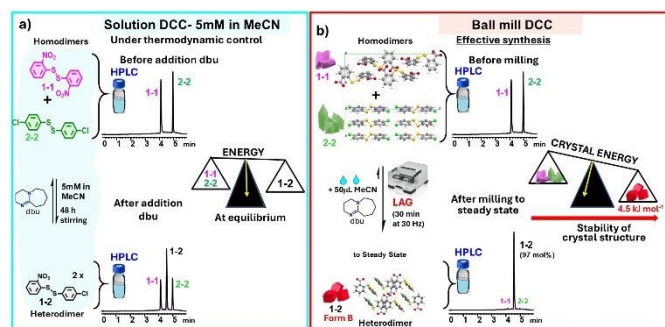 a) Solution DCC- 5mM in MeCN
Homodimers
Under thermodynamic control
NO₂
S
S
O₂N
1-1
+
Cl
S
S
Cl
2-2
Before addition dbu
HPLC
1-1
2-2
0 1 2 3 4 5 min
dbu
5mM in
MeCN
48 h
stirring
ENERGY
1-1
2-2
1-2
At equilibrium
After addition
dbu
HPLC
1-2
1-1
2-2
0 1 2 3 4 5 min
NO₂
S
S
Cl
2 x
1-2
Heterodimer
b) Ball mill DCC
Homodimers
Effective synthesis
1-1
+
2-2
Before milling
HPLC
1-1
2-2
0 1 2 3 4 5 min
+ 50µL MeCN
dbu
LAG
(30 min
at 30 Hz)
to Steady State
CRYSTAL ENERGY
4.5 kJ mol⁻¹
Stability of
crystal structure
After milling to
steady state
HPLC
1-2
(97 mol%)
1-1
2-2
0 1 2 3 4 5 min
1-2
Form B
Heterodimer